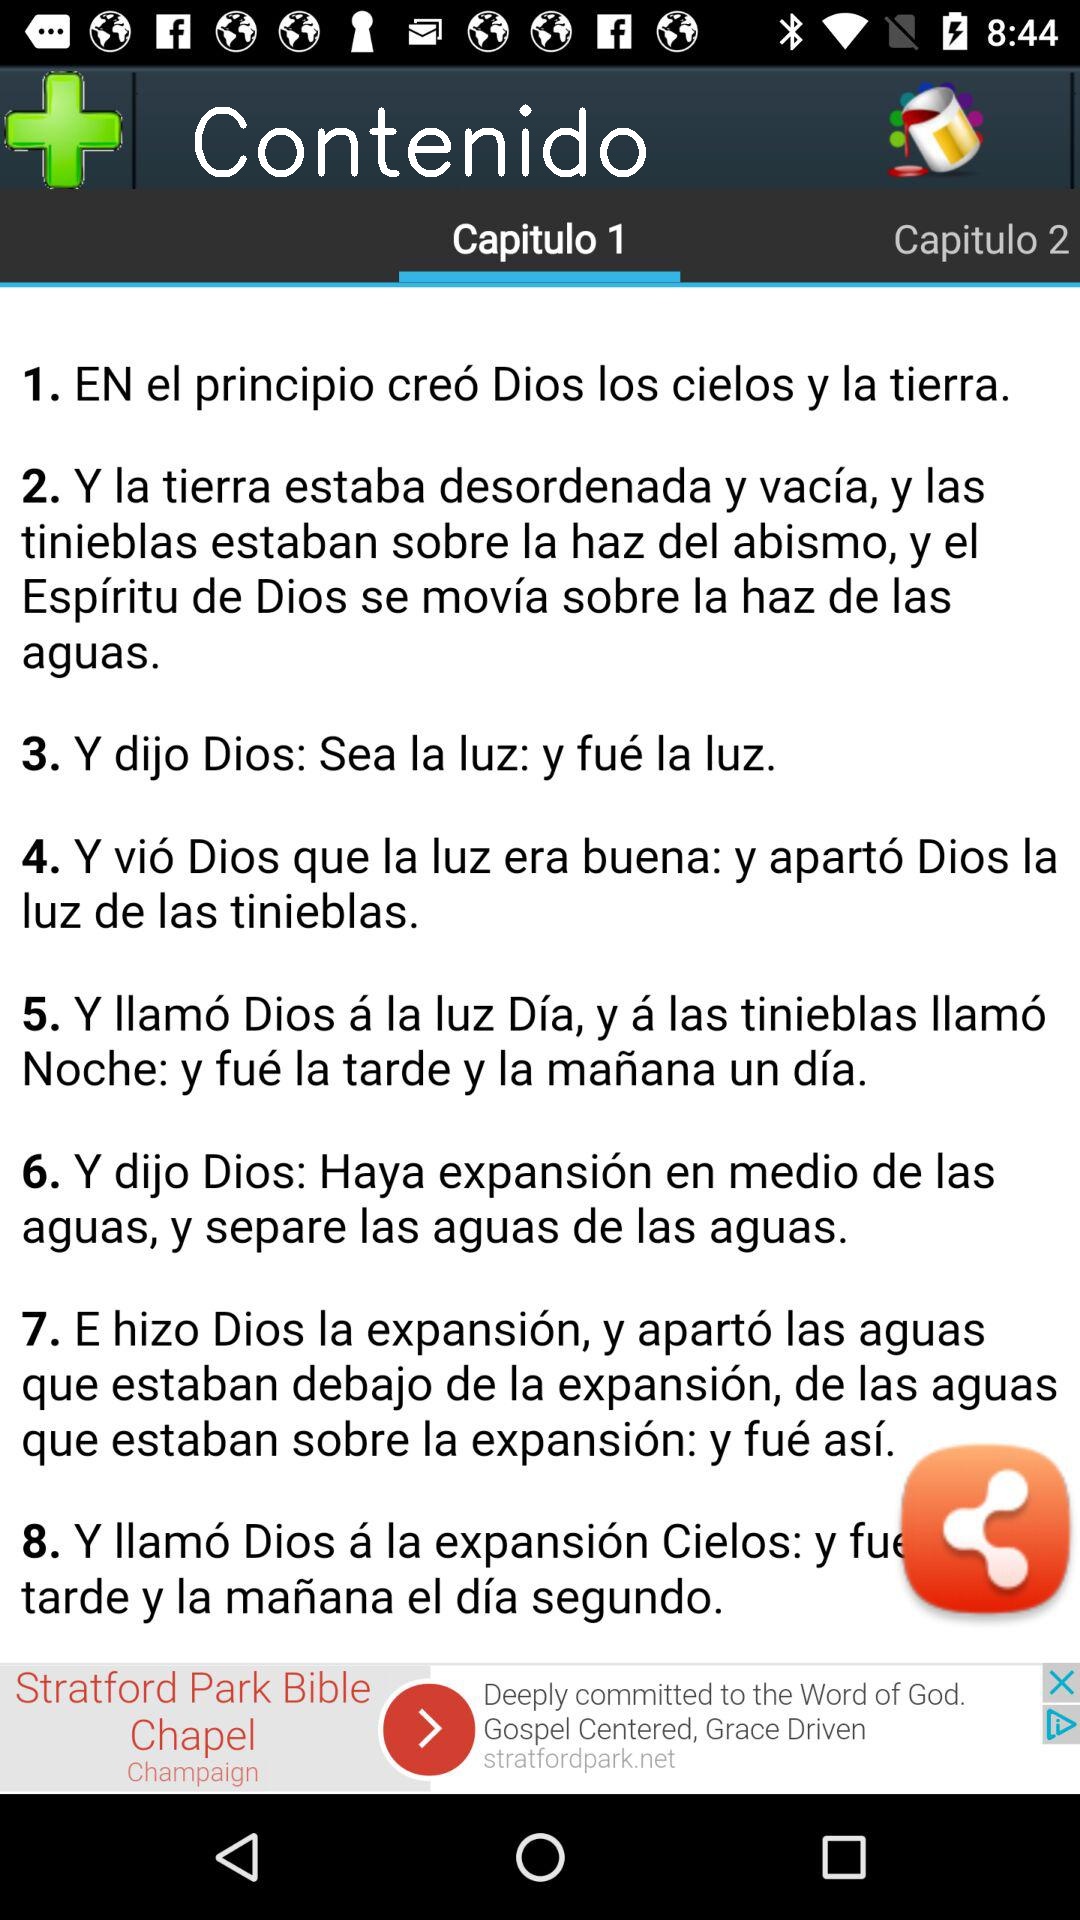 8:44
Contenido
Capitulo 1
Capitulo 2
1. EN el principio creó Dios los cielos y la tierra.
2. Y la tierra estaba desordenada y vacía, y las
tinieblas estaban sobre la haz del abismo, y el
Espíritu de Dios se movía sobre la haz de las
aguas.
3. Y dijo Dios: Sea la luz: y fué la luz.
4. Y vió Dios que la luz era buena: y apartó Dios la
luz de las tinieblas.
5. Y llamó Dios á la luz Día, y á las tinieblas llamó
Noche: y fué la tarde y la mañana un día.
6. Y dijo Dios: Haya expansión en medio de las
aguas, y separe las aguas de las aguas.
7. E hizo Dios la expansión, y apartó las aguas
que estaban debajo de la expansión, de las aguas
que estaban sobre la expansión: y fué así.
8. Y llamó Dios á la expansión Cielos: y
tarde y la mañana el día segundo.
Stratford Park Bible
Chapel
Champaign
Deeply committed to the Word of God.
Gospel Centered, Grace Driven
stratfordpark.net